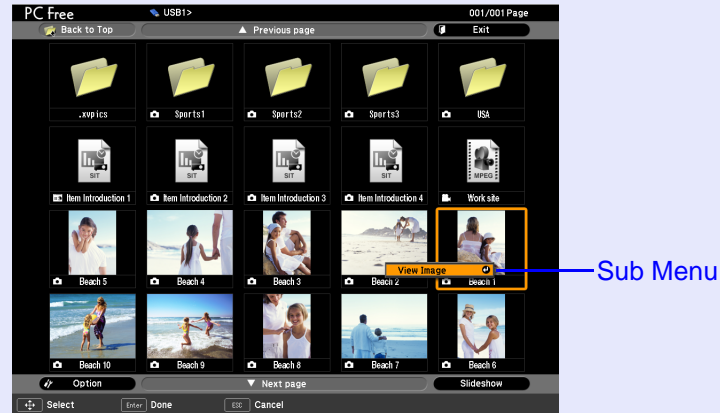 PC Free USB1> 001/001 Page
Back to Top Previous page Exit
.xvpics Sports1 Sports2 Sports3 USA
SIT SIT SIT SIT MPEG
Item Introduction 1 Item Introduction 2 Item Introduction 3 Item Introduction 4 Work site
View Image Sub Menu
Beach 5 Beach 4 Beach 3 Beach 2 Beach 1
Beach 10 Beach 9 Beach 8 Beach 7 Beach 6
Option Next page Slideshow
Select Enter Done ESC Cancel